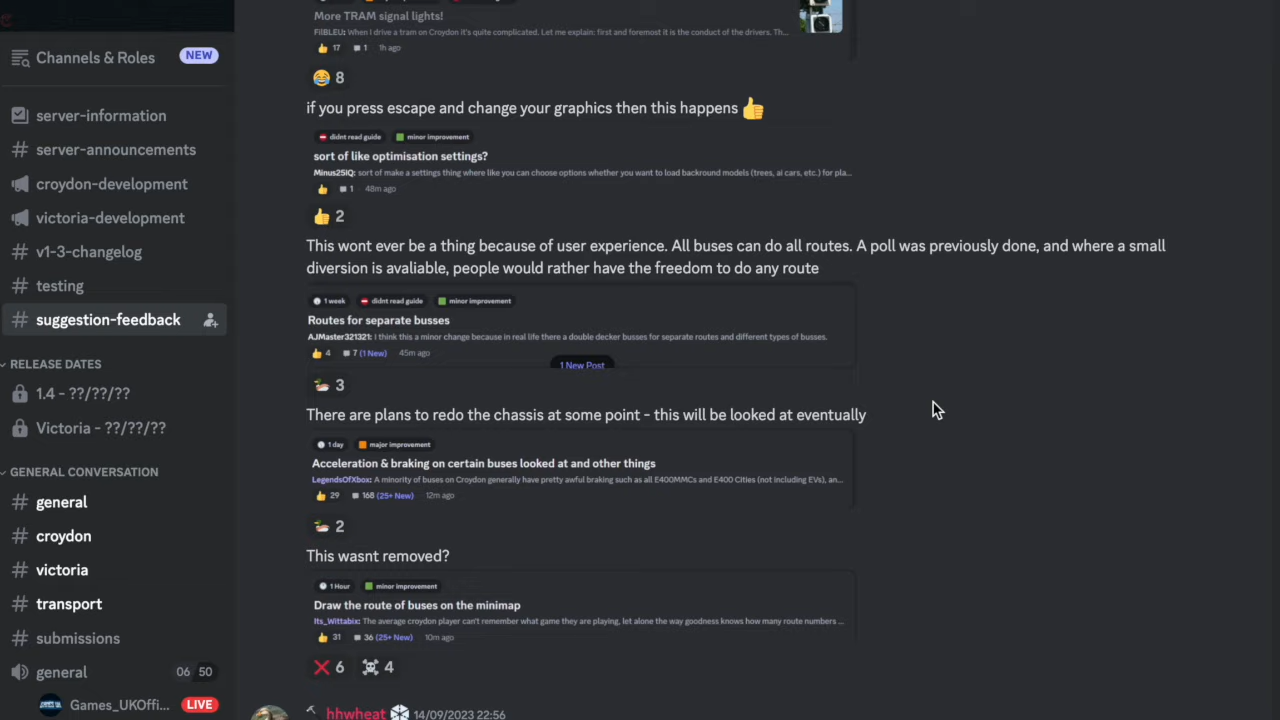 Channels & Roles
NEW
server-information
server-announcements
croydon-development
victoria-development
v1-3-changelog
testing
suggestion-feedback
RELEASE DATES
1.4 - ??/??/??
Victoria - ??/??/??
GENERAL CONVERSATION
general
croydon
victoria
transport
submissions
general
06 50
Games_UKOffi...
LIVE
More TRAM signal lights!
FilBLEU: When I drive a tram on Croydon it's quite complicated. Let me explain: first and foremost it is the conduct of the drivers. Th...
17 1 1h ago
8
if you press escape and change your graphics then this happens
didnt read guide minor improvement
sort of like optimisation settings?
Minus25IQ: sort of make a settings thing where like you can choose options whether you want to load backround models (trees, ai cars, etc.) for pla...
1 48m ago
2
This wont ever be a thing because of user experience. All buses can do all routes. A poll was previously done, and where a small
diversion is avaliable, people would rather have the freedom to do any route
1 week didnt read guide minor improvement
Routes for separate busses
AJMaster321321: I think this a minor change because in real life there a double decker busses for separate routes and different types of busses.
4 7 (1 New) 45m ago
1 New Post
3
There are plans to redo the chassis at some point - this will be looked at eventually
1 day major improvement
Acceleration & braking on certain buses looked at and other things
LegendsOfXbox: A minority of buses on Croydon generally have pretty awful braking such as all E400MMCs and E400 Cities (not including EVs), an...
29 168 (25+ New) 12m ago
2
This wasnt removed?
1 Hour minor improvement
Draw the route of buses on the minimap
Its_Wittabix: The average croydon player can't remember what game they are playing, let alone the way goodness knows how many route numbers ...
31 36 (25+ New) 10m ago
6 4
hhwheat 14/09/2023 22:56